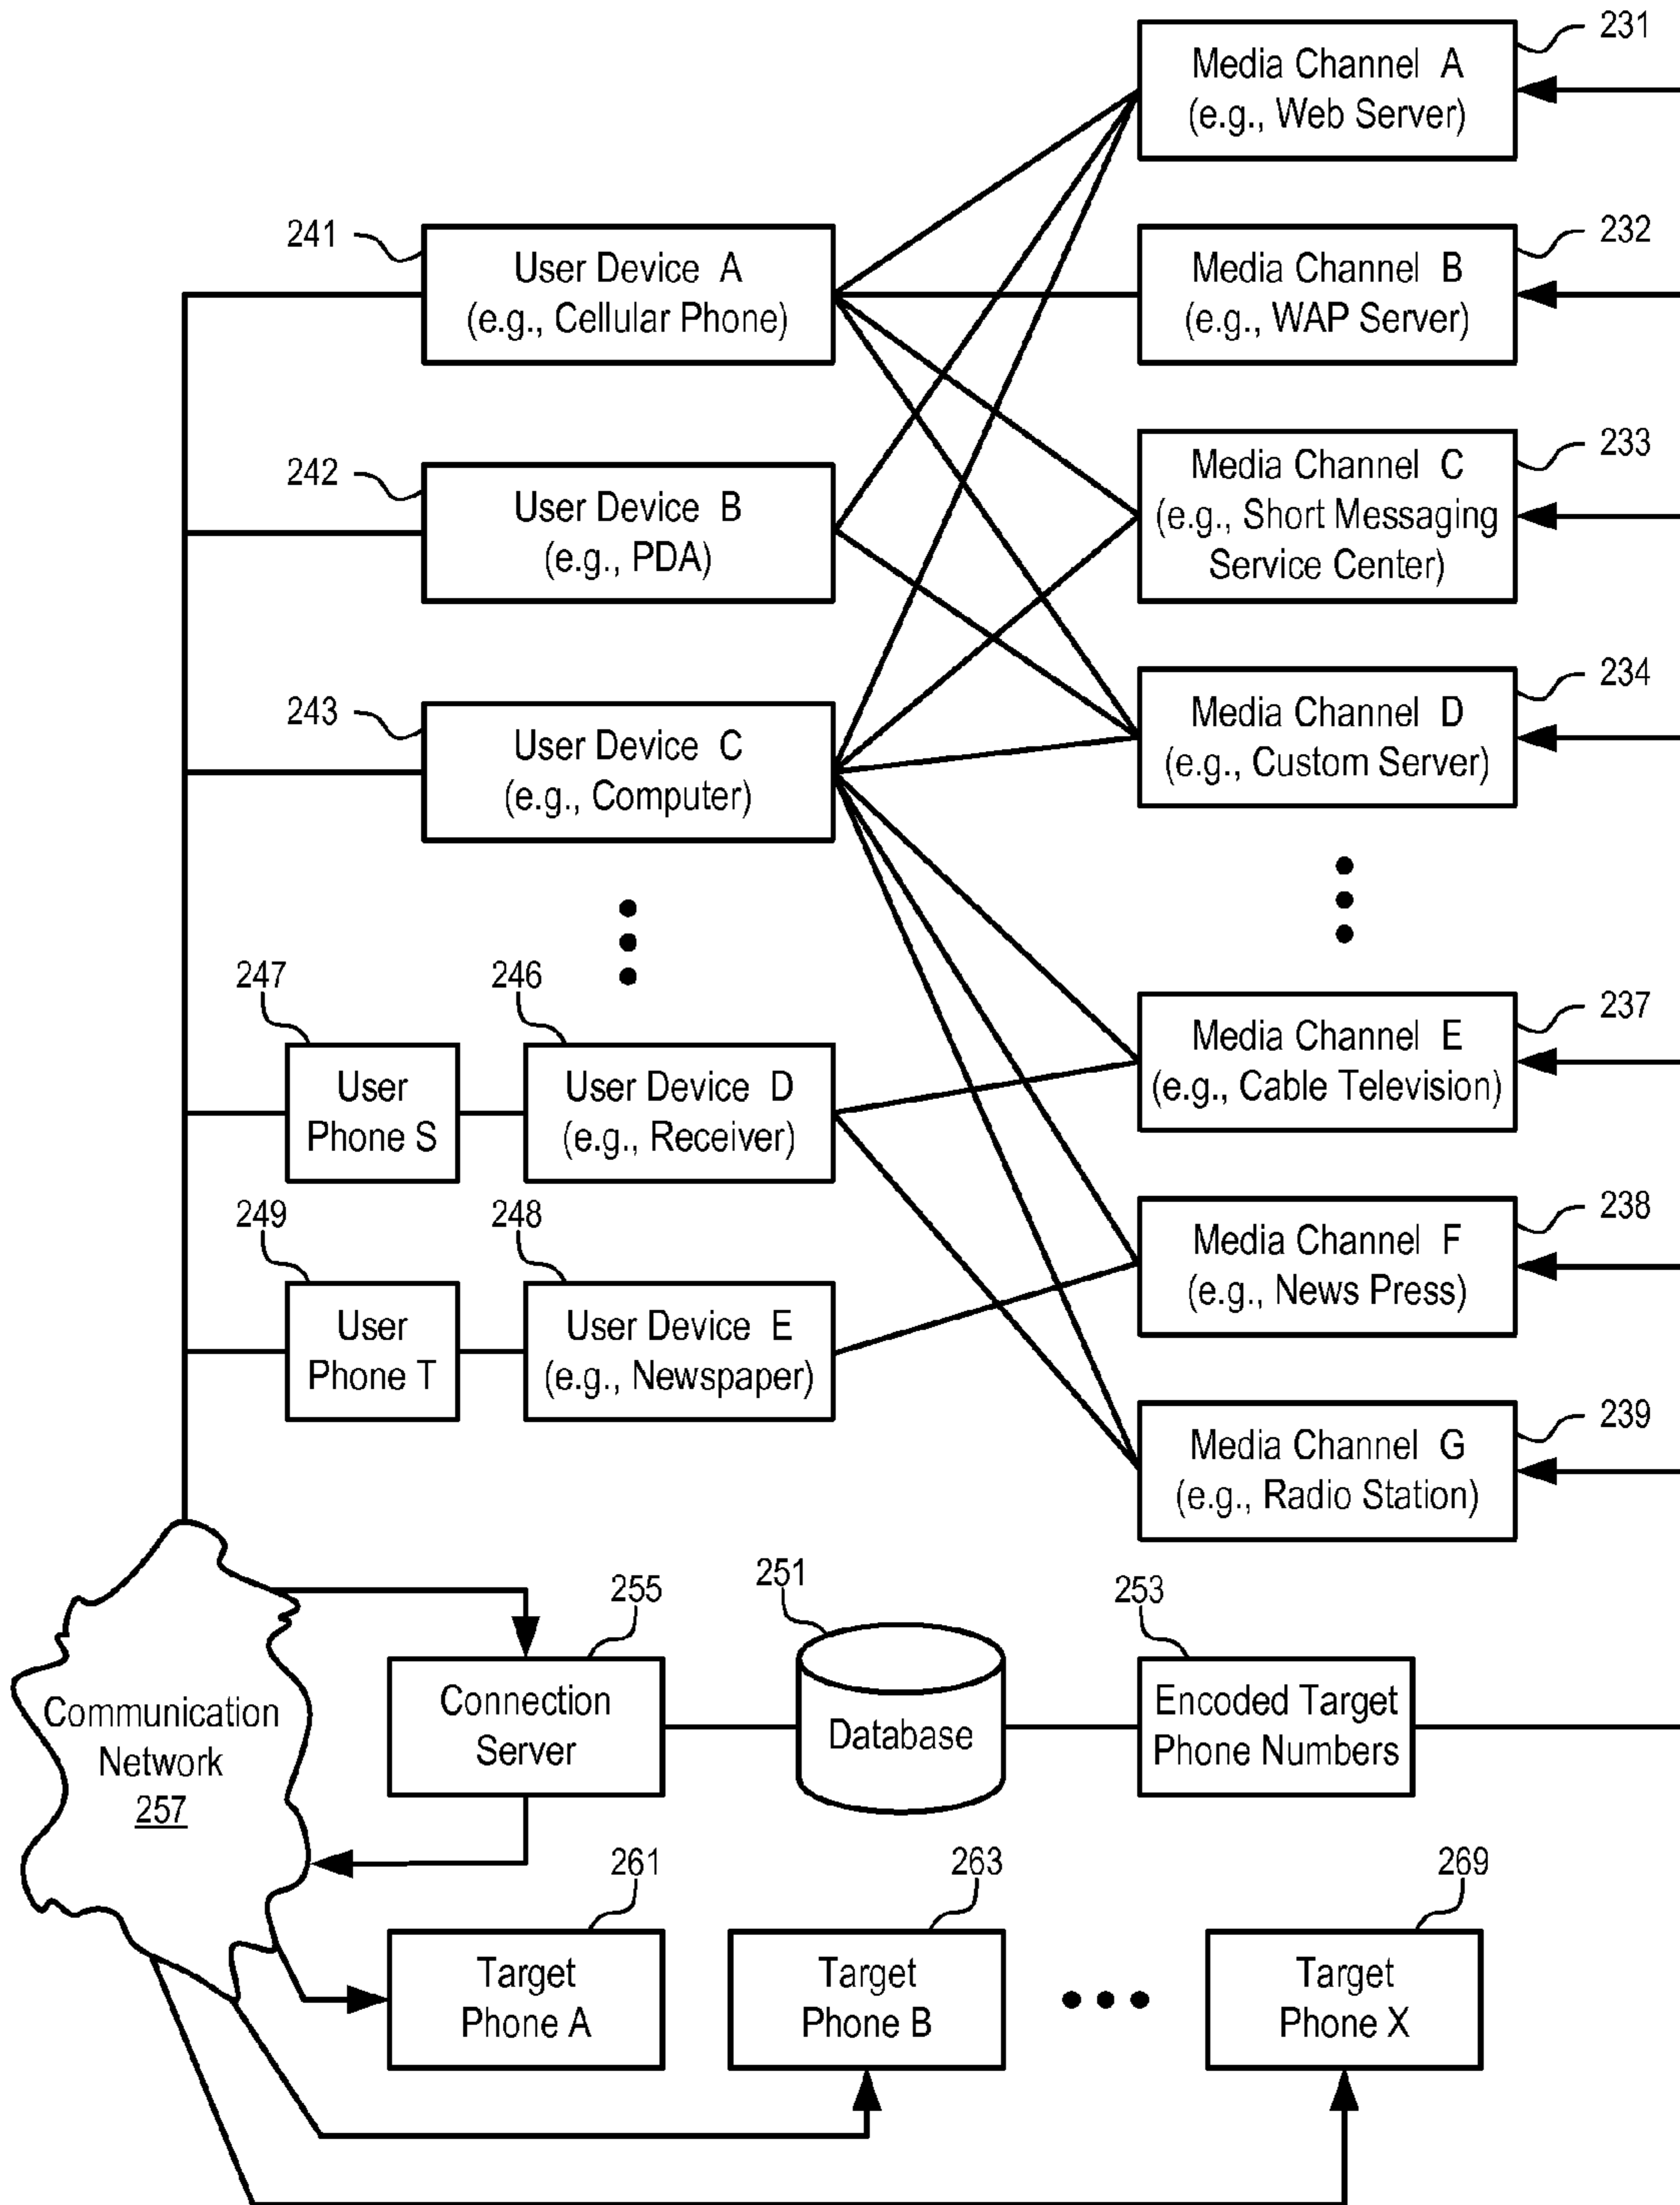 231
Media Channel A
(e.g., Web Server)
241
User Device A
(e.g., Cellular Phone)
232
Media Channel B
(e.g., WAP Server)
242
User Device B
(e.g., PDA)
233
Media Channel C
(e.g., Short Messaging
Service Center)
243
User Device C
(e.g., Computer)
234
Media Channel D
(e.g., Custom Server)
247
User
Phone S
246
User Device D
(e.g., Receiver)
237
Media Channel E
(e.g., Cable Television)
249
User
Phone T
248
User Device E
(e.g., Newspaper)
238
Media Channel F
(e.g., News Press)
239
Media Channel G
(e.g., Radio Station)
Communication
Network
257
255
Connection
Server
251
Database
253
Encoded Target
Phone Numbers
261
Target
Phone A
263
Target
Phone B
269
Target
Phone X